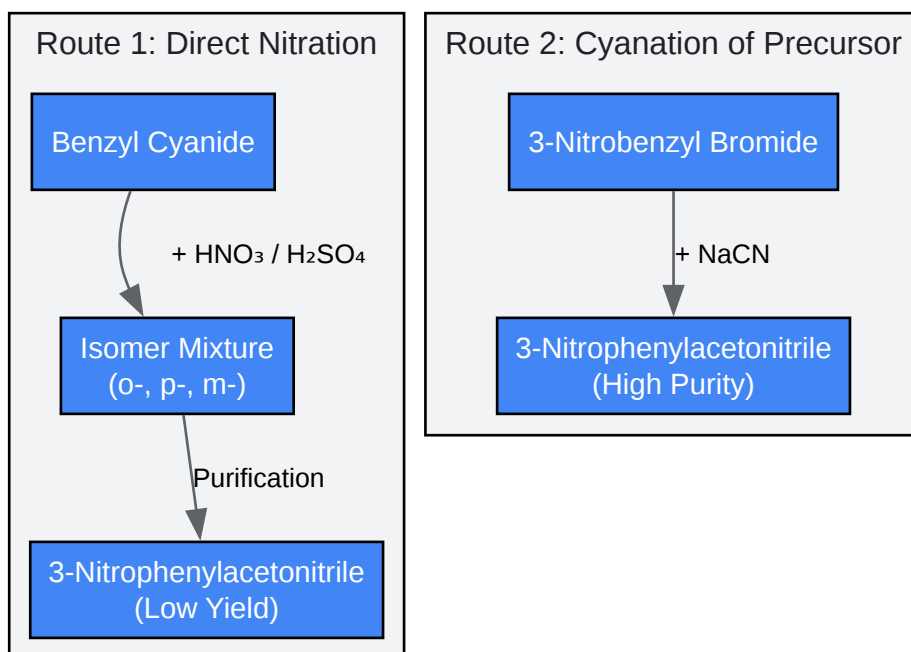 Route 1: Direct Nitration
Benzyl Cyanide
+ HNO₃ / H₂SO₄
Isomer Mixture
(o-, p-, m-)
Purification
3-Nitrophenylacetonitrile
(Low Yield)
Route 2: Cyanation of Precursor
3-Nitrobenzyl Bromide
+ NaCN
3-Nitrophenylacetonitrile
(High Purity)